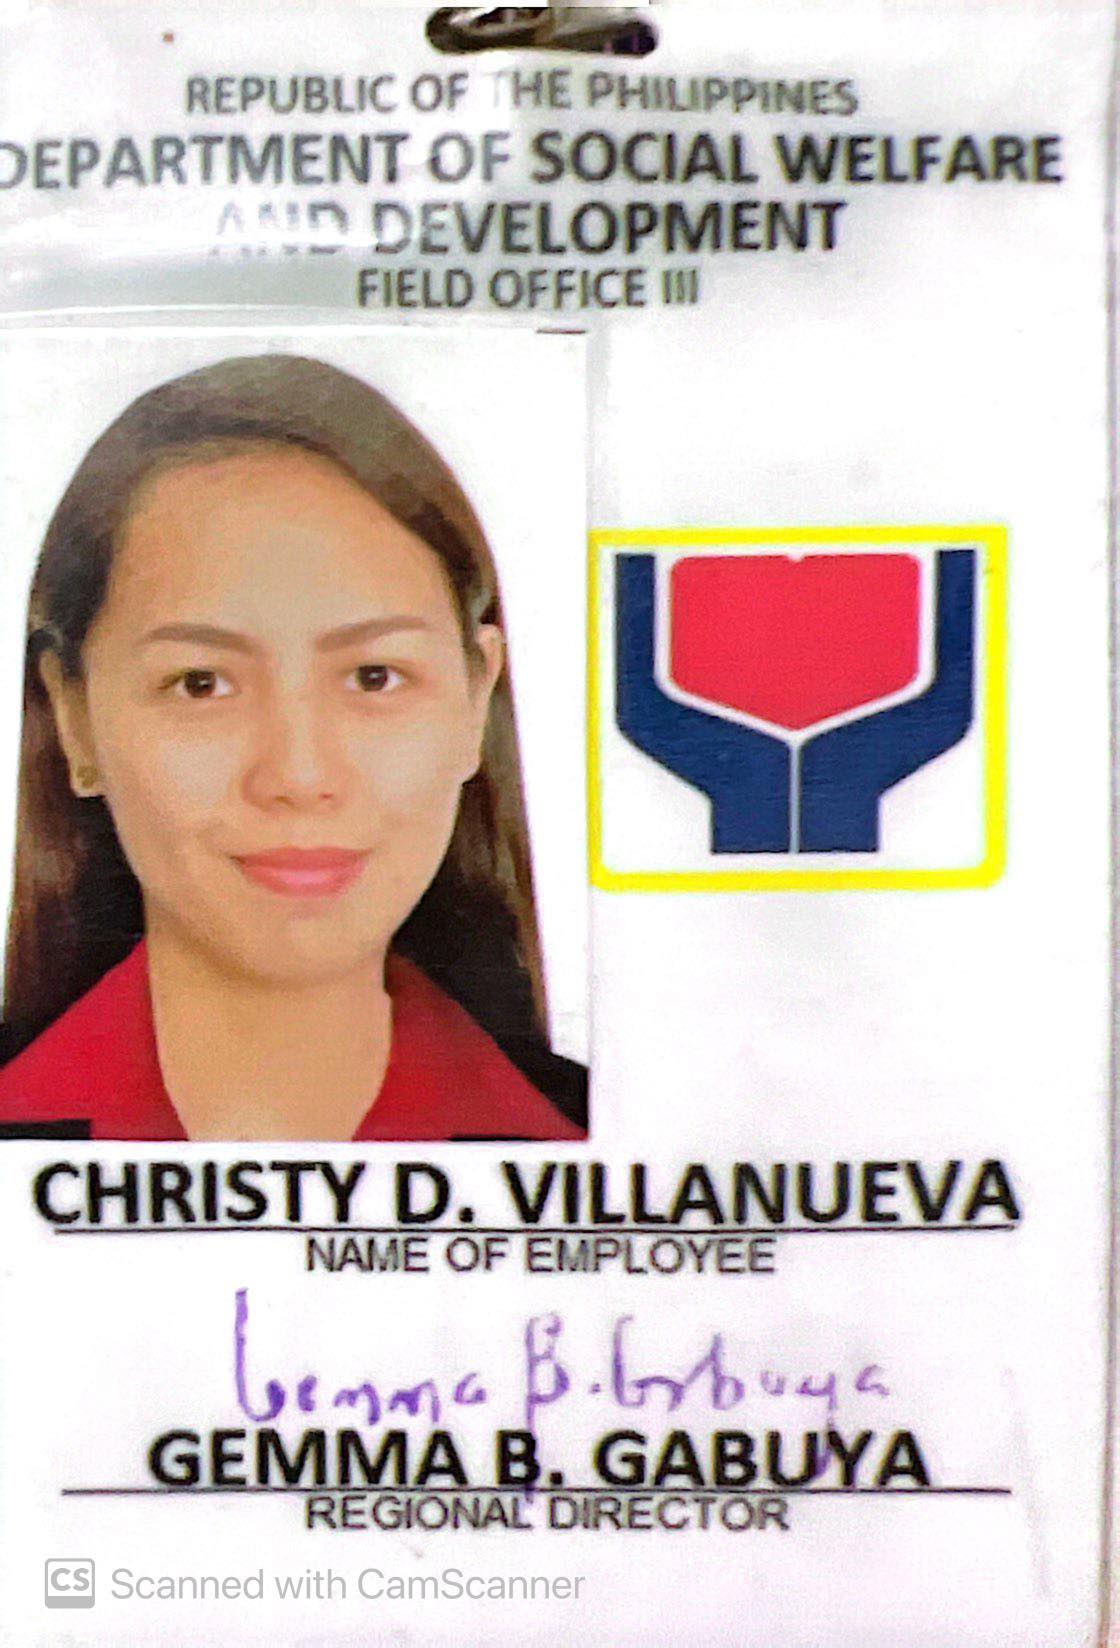 REPUBLIC OF THE PHILIPPINES
DEPARTMENT OF SOCIAL WELFARE
AND DEVELOPMENT
FIELD OFFICE III
CHRISTY D. VILLANUEVA
NAME OF EMPLOYEE
Gemma B. Gabuya
GEMMA B. GABUYA
REGIONAL DIRECTOR
CS Scanned with CamScanner